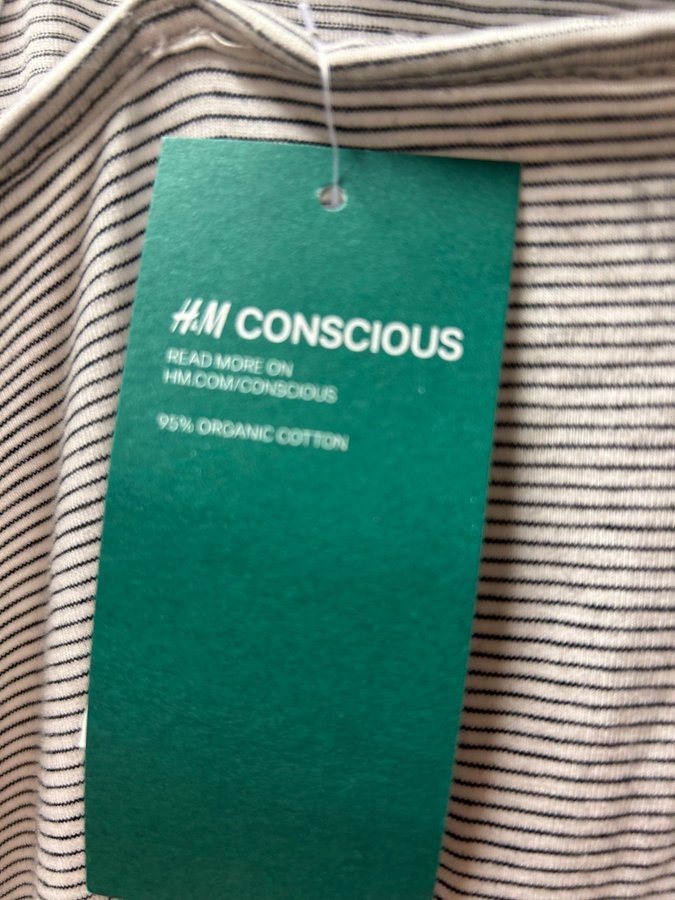 H&M CONSCIOUS
READ MORE ON
HM.COM/CONSCIOUS
95% ORGANIC COTTON